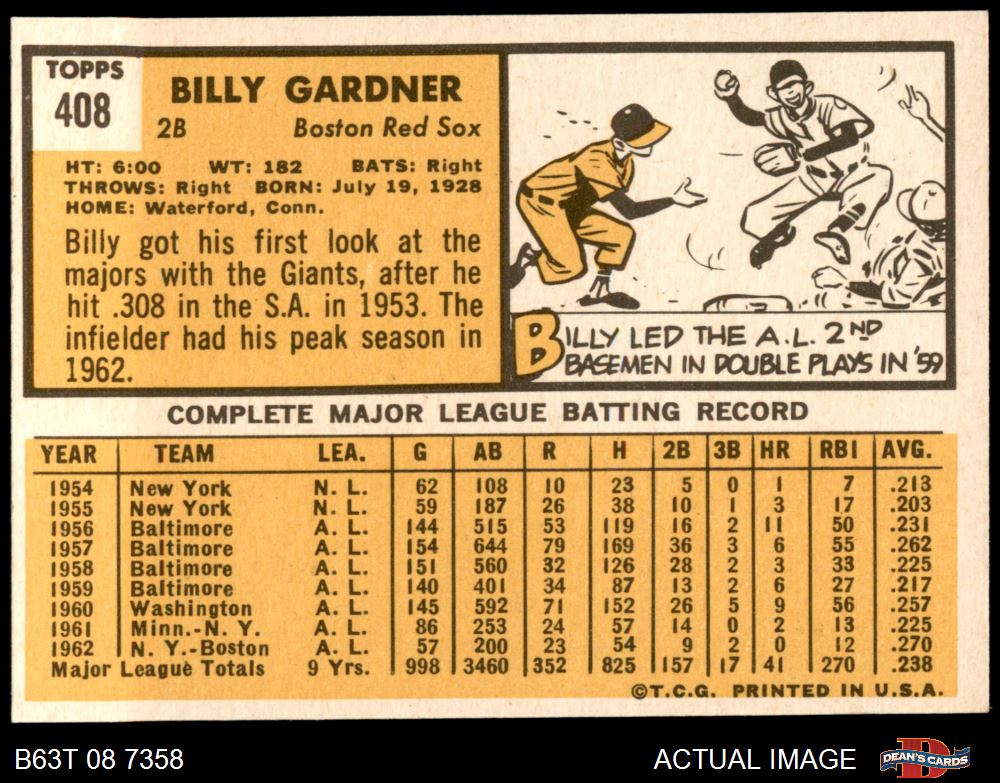 TOPPS
408
BILLY GARDNER
2B Boston Red Sox
HT: 6:00 WT: 182 BATS: Right
THROWS: Right BORN: July 19, 1928
HOME: Waterford, Conn.
Billy got his first look at the
majors with the Giants, after he
hit .308 in the S.A. in 1953. The
infielder had his peak season in
1962.
BILLY LED THE A.L. 2ND
BASEMEN IN DOUBLE PLAYS IN '59
COMPLETE MAJOR LEAGUE BATTING RECORD
YEAR TEAM LEA. G AB R H 2B 3B HR RBI AVG.
1954 New York N. L. 62 108 10 23 5 0 1 7 .213
1955 New York N. L. 59 187 26 38 10 1 3 17 .203
1956 Baltimore A. L. 144 515 53 119 16 2 11 50 .231
1957 Baltimore A. L. 154 644 79 169 36 3 6 55 .262
1958 Baltimore A. L. 151 560 32 126 28 2 3 33 .225
1959 Baltimore A. L. 140 401 34 87 13 2 6 27 .217
1960 Washington A. L. 145 592 71 152 26 5 9 56 .257
1961 Minn.-N. Y. A. L. 86 253 24 57 14 0 2 13 .225
1962 N. Y.-Boston A. L. 57 200 23 54 9 2 0 12 .270
Major League Totals 9 Yrs. 998 3460 352 825 157 17 41 270 .238
©T.C.G. PRINTED IN U.S.A.
B63T 08 7358 ACTUAL IMAGE DEAN'S CARDS